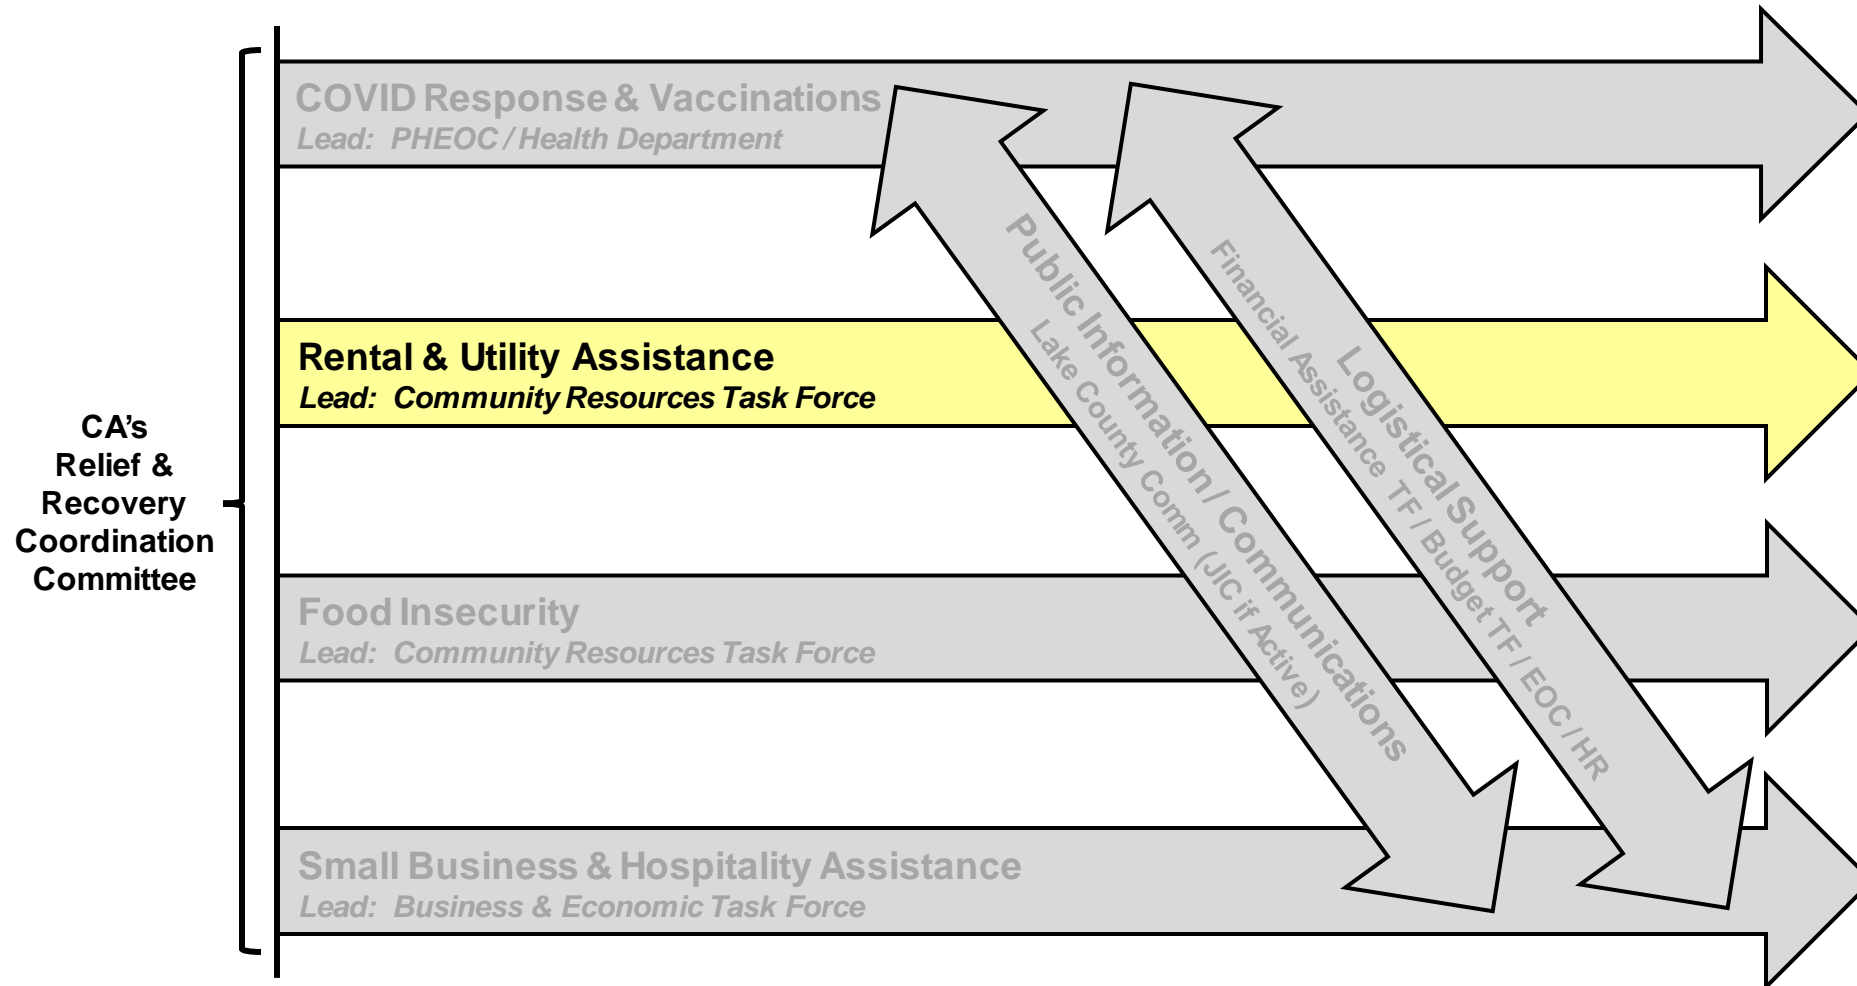 CA's
Relief &
Recovery
Coordination
Committee
COVID Response & Vaccinations
Lead: PHEOC / Health Department
Rental & Utility Assistance
Lead: Community Resources Task Force
Food Insecurity
Lead: Community Resources Task Force
Small Business & Hospitality Assistance
Lead: Business & Economic Task Force
Public Information / Communications
Lake County Comm (JIC if Active)
Logistical Support
Financial Assistance TF / Budget TF / EOC / HR